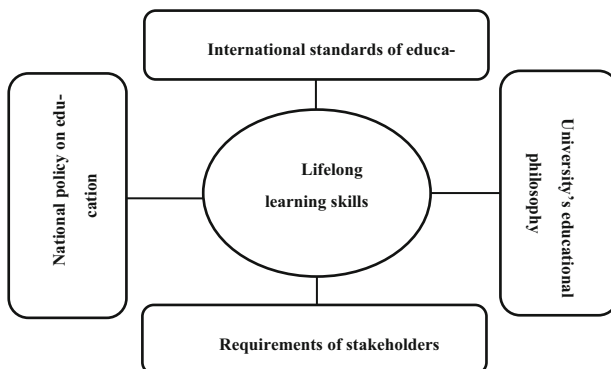 International standards of educa-
National policy on edu-
cation
Lifelong
learning skills
University's educational
philosophy
Requirements of stakeholders